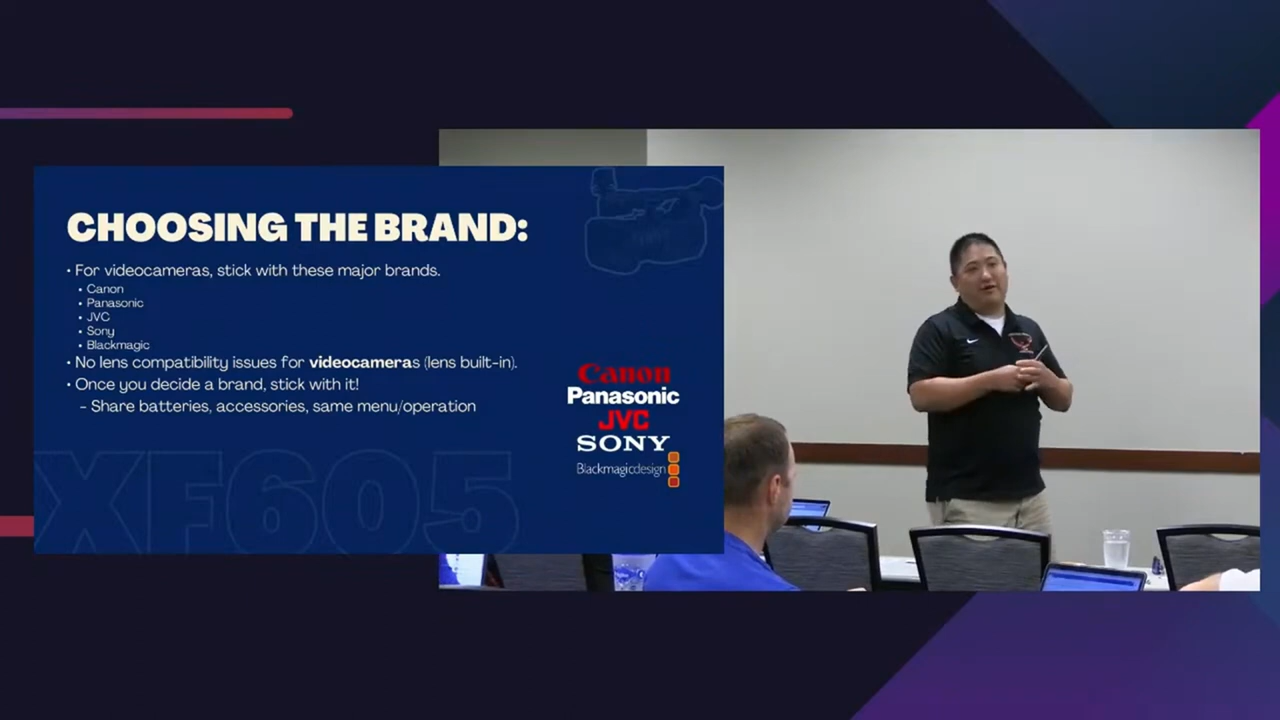 CHOOSING THE BRAND:
• For videocameras, stick with these major brands.
• Canon
• Panasonic
• JVC
• Sony
• Blackmagic
• No lens compatibility issues for videocameras (lens built-in).
• Once you decide a brand, stick with it!
– Share batteries, accessories, same menu/operation
Canon
Panasonic
JVC
SONY
Blackmagicdesign
XF605